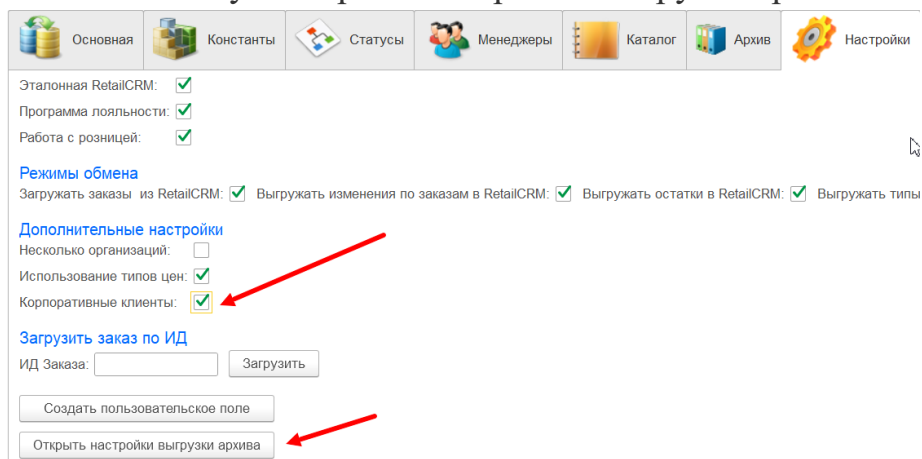 Основная Константы Статусы Менеджеры Каталог Архив Настройки
Эталонная RetailCRM:
Программа лояльности:
Работа с розницей:
Режимы обмена
Загружать заказы из RetailCRM: Выгружать изменения по заказам в RetailCRM: Выгружать остатки в RetailCRM: Выгружать типы
Дополнительные настройки
Несколько организаций:
Использование типов цен:
Корпоративные клиенты:
Загрузить заказ по ИД
ИД Заказа: Загрузить
Создать пользовательское поле
Открыть настройки выгрузки архива